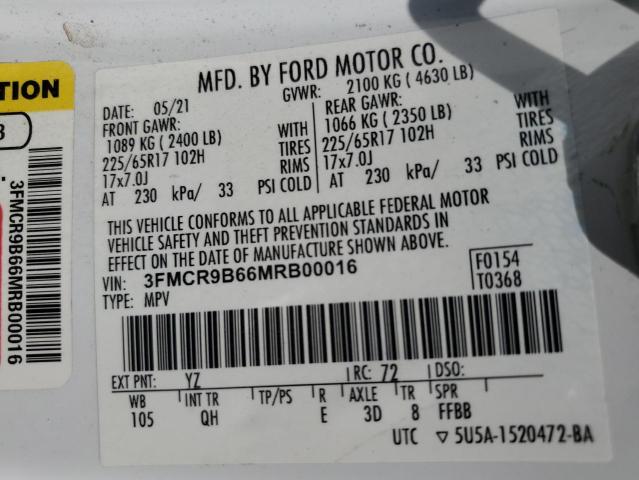 TION
3
3FMCR9B66MRB00016
MFD. BY FORD MOTOR CO.
DATE: 05/21 GVWR: 2100 KG ( 4630 LB)
FRONT GAWR: REAR GAWR:
1089 KG ( 2400 LB) WITH 1066 KG ( 2350 LB) WITH
225/65R17 102H TIRES 225/65R17 102H TIRES
17x7.0J RIMS 17x7.0J RIMS
AT 230 kPa/ 33 PSI COLD AT 230 kPa/ 33 PSI COLD
THIS VEHICLE CONFORMS TO ALL APPLICABLE FEDERAL MOTOR
VEHICLE SAFETY AND THEFT PREVENTION STANDARDS IN
EFFECT ON THE DATE OF MANUFACTURE SHOWN ABOVE.
VIN: 3FMCR9B66MRB00016 F0154
TYPE: MPV T0368
EXT PNT: YZ RC: 72 DSO:
WB INT TR TP/PS R AXLE TR SPR
105 QH E 3D 8 FFBB
UTC ▽ 5U5A-1520472-BA